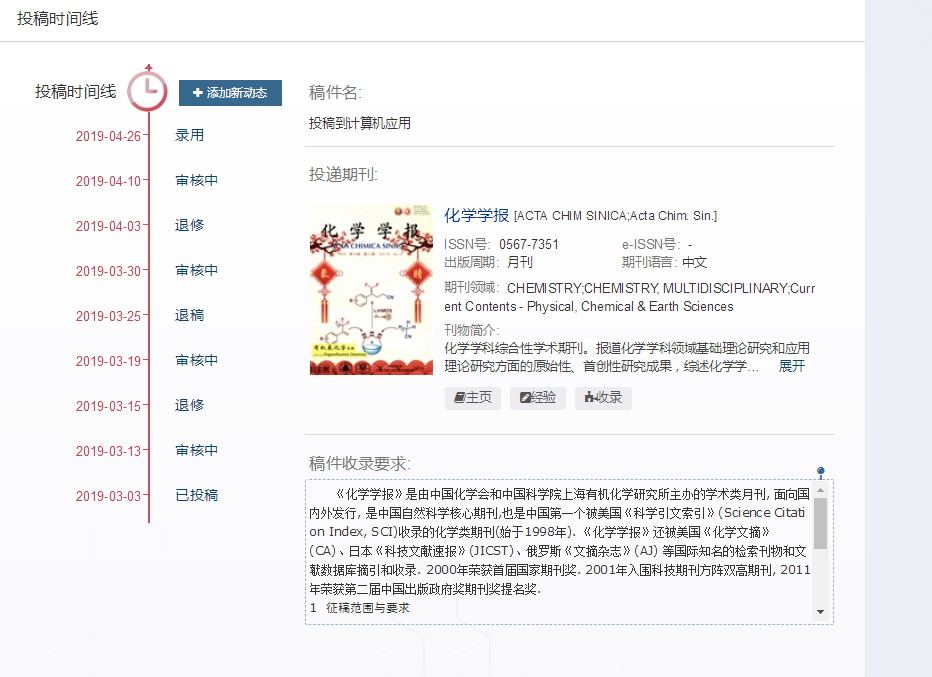 投稿时间线
投稿时间线
添加新动态
2019-04-26 录用
2019-04-10 审核中
2019-04-03 退修
2019-03-30 审核中
2019-03-25 退稿
2019-03-19 审核中
2019-03-15 退修
2019-03-13 审核中
2019-03-03 已投稿
稿件名:
投稿到计算机应用
投递期刊:
化学学报
ACTA CHIMICA SINICA
有机氟化学
化学学报 [ACTA CHIM SINICA;Acta Chim. Sin.]
ISSN号: 0567-7351 e-ISSN号: -
出版周期: 月刊 期刊语言: 中文
期刊领域: CHEMISTRY;CHEMISTRY, MULTIDISCIPLINARY;Curr
ent Contents - Physical, Chemical & Earth Sciences
刊物简介:
化学学科综合性学术期刊。报道化学学科领域基础理论研究和应用
理论研究方面的原始性、首创性研究成果，综述化学学... 展开
主页 经验 收录
稿件收录要求:
《化学学报》是由中国化学会和中国科学院上海有机化学研究所主办的学术类月刊, 面向国
内外发行, 是中国自然科学核心期刊,也是中国第一个被美国《科学引文索引》(Science Citati
on Index, SCI)收录的化学类期刊(始于1998年). 《化学学报》还被美国《化学文摘》
(CA)、日本《科技文献速报》(JICST)、俄罗斯《文摘杂志》(AJ) 等国际知名的检索刊物和文
献数据库摘引和收录. 2000年荣获首届国家期刊奖. 2001年入围科技期刊方阵双高期刊, 2011
年荣获第二届中国出版政府奖期刊奖提名奖.
1 征稿范围与要求